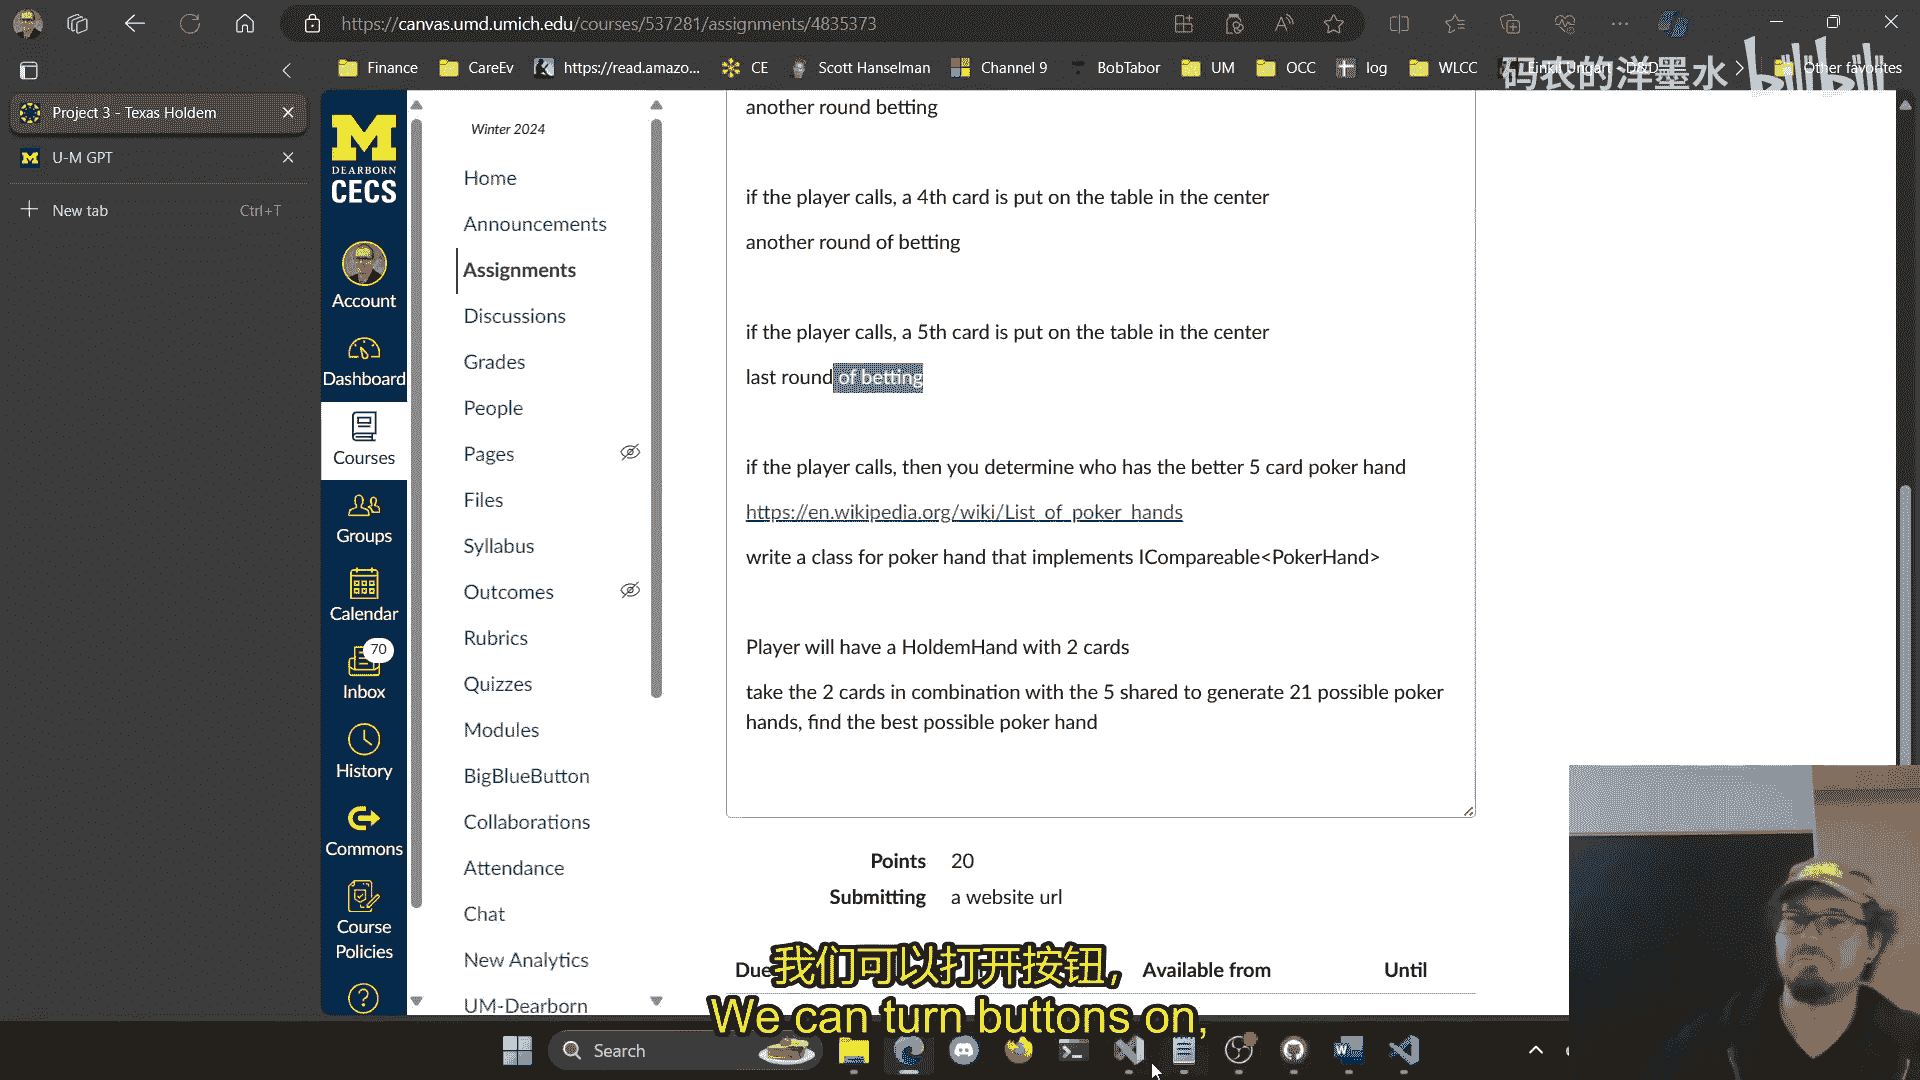 https://canvas.umd.umich.edu/courses/537281/assignments/4835373
Finance
CareEv
https://read.amazo...
CE
Scott Hanselman
Channel 9
BobTabor
UM
OCC
log
WLCC
Other favorites
码农的洋墨水
bilibili
Project 3 - Texas Holdem
U-M GPT
New tab
Ctrl+T
M
DEARBORN
CECS
Account
Dashboard
Courses
Groups
Calendar
70
Inbox
History
Commons
Course
Policies
Winter 2024
Home
Announcements
Assignments
Discussions
Grades
People
Pages
Files
Syllabus
Outcomes
Rubrics
Quizzes
Modules
BigBlueButton
Collaborations
Attendance
Chat
New Analytics
UM-Dearborn
another round betting
if the player calls, a 4th card is put on the table in the center
another round of betting
if the player calls, a 5th card is put on the table in the center
last round of betting
if the player calls, then you determine who has the better 5 card poker hand
https://en.wikipedia.org/wiki/List_of_poker_hands
write a class for poker hand that implements ICompareable<PokerHand>
Player will have a HoldemHand with 2 cards
take the 2 cards in combination with the 5 shared to generate 21 possible poker
hands, find the best possible poker hand
Points 20
Submitting a website url
Due
Available from
Until
我们可以打开按钮,
We can turn buttons on,
Search